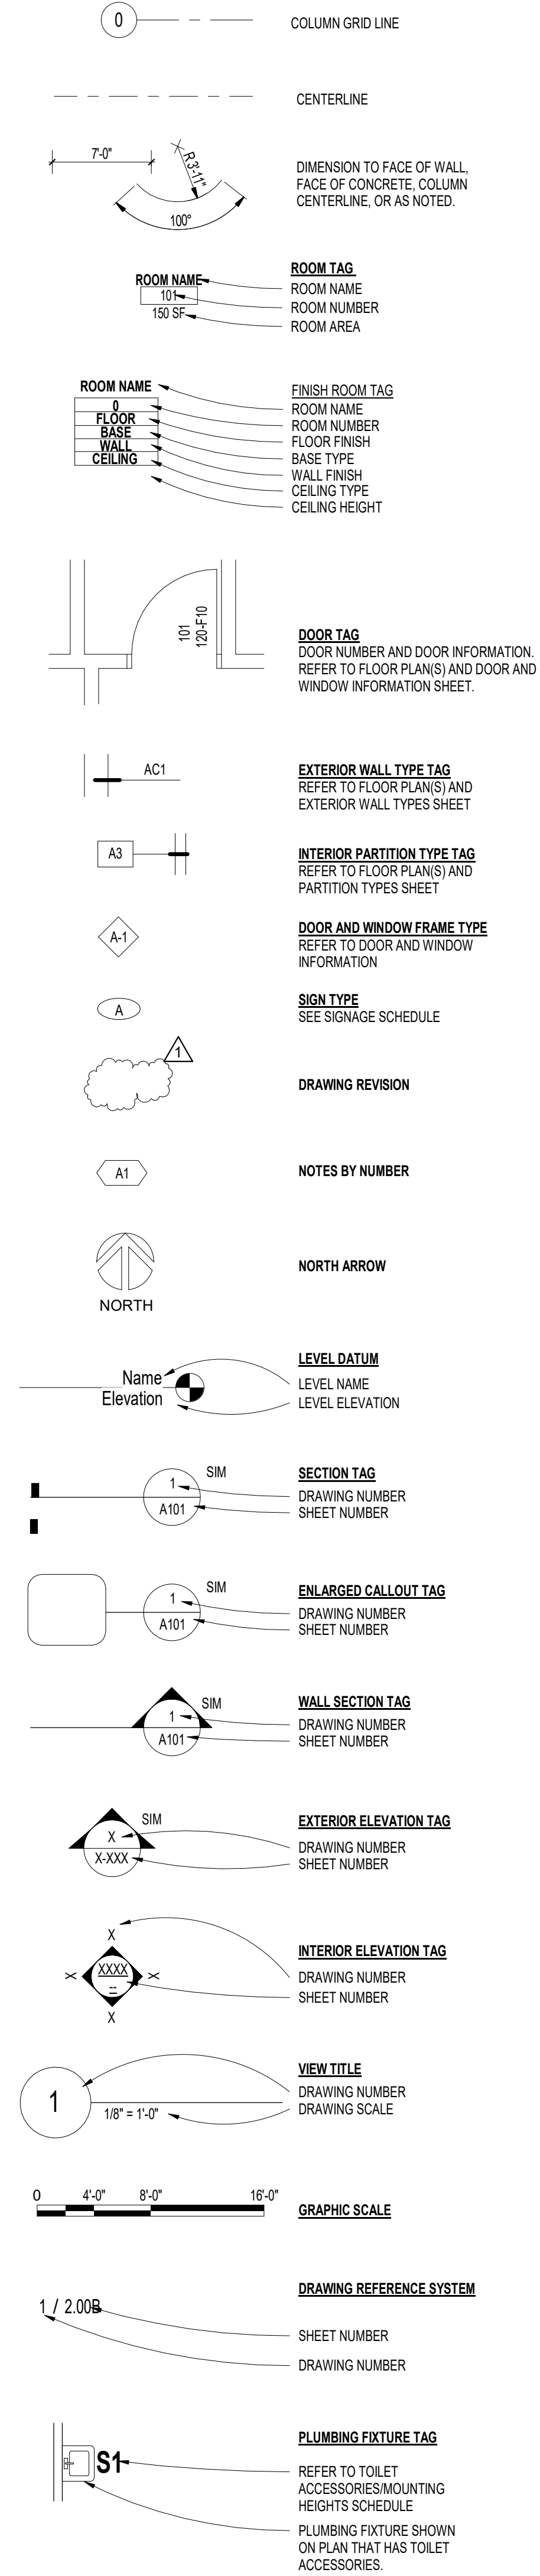 0
COLUMN GRID LINE
CENTERLINE
7'-0"
R 3'-11"
100°
DIMENSION TO FACE OF WALL,
FACE OF CONCRETE, COLUMN
CENTERLINE, OR AS NOTED.
ROOM NAME
101
150 SF
ROOM TAG
ROOM NAME
ROOM NUMBER
ROOM AREA
ROOM NAME
0
FLOOR
BASE
WALL
CEILING
FINISH ROOM TAG
ROOM NAME
ROOM NUMBER
FLOOR FINISH
BASE TYPE
WALL FINISH
CEILING TYPE
CEILING HEIGHT
101
120-F10
DOOR TAG
DOOR NUMBER AND DOOR INFORMATION.
REFER TO FLOOR PLAN(S) AND DOOR AND
WINDOW INFORMATION SHEET.
AC1
EXTERIOR WALL TYPE TAG
REFER TO FLOOR PLAN(S) AND
EXTERIOR WALL TYPES SHEET
A3
INTERIOR PARTITION TYPE TAG
REFER TO FLOOR PLAN(S) AND
PARTITION TYPES SHEET
A-1
DOOR AND WINDOW FRAME TYPE
REFER TO DOOR AND WINDOW
INFORMATION
A
SIGN TYPE
SEE SIGNAGE SCHEDULE
1
DRAWING REVISION
A1
NOTES BY NUMBER
NORTH
NORTH ARROW
Name
Elevation
LEVEL DATUM
LEVEL NAME
LEVEL ELEVATION
1
A101
SIM
SECTION TAG
DRAWING NUMBER
SHEET NUMBER
1
A101
SIM
ENLARGED CALLOUT TAG
DRAWING NUMBER
SHEET NUMBER
1
A101
SIM
WALL SECTION TAG
DRAWING NUMBER
SHEET NUMBER
X
X-XXX
SIM
EXTERIOR ELEVATION TAG
DRAWING NUMBER
SHEET NUMBER
X
X
XXXX
--
X
X
INTERIOR ELEVATION TAG
DRAWING NUMBER
SHEET NUMBER
1
1/8" = 1'-0"
VIEW TITLE
DRAWING NUMBER
DRAWING SCALE
0 4'-0" 8'-0" 16'-0"
GRAPHIC SCALE
1 / 2.00B
DRAWING REFERENCE SYSTEM
SHEET NUMBER
DRAWING NUMBER
S1
PLUMBING FIXTURE TAG
REFER TO TOILET
ACCESSORIES/MOUNTING
HEIGHTS SCHEDULE
PLUMBING FIXTURE SHOWN
ON PLAN THAT HAS TOILET
ACCESSORIES.